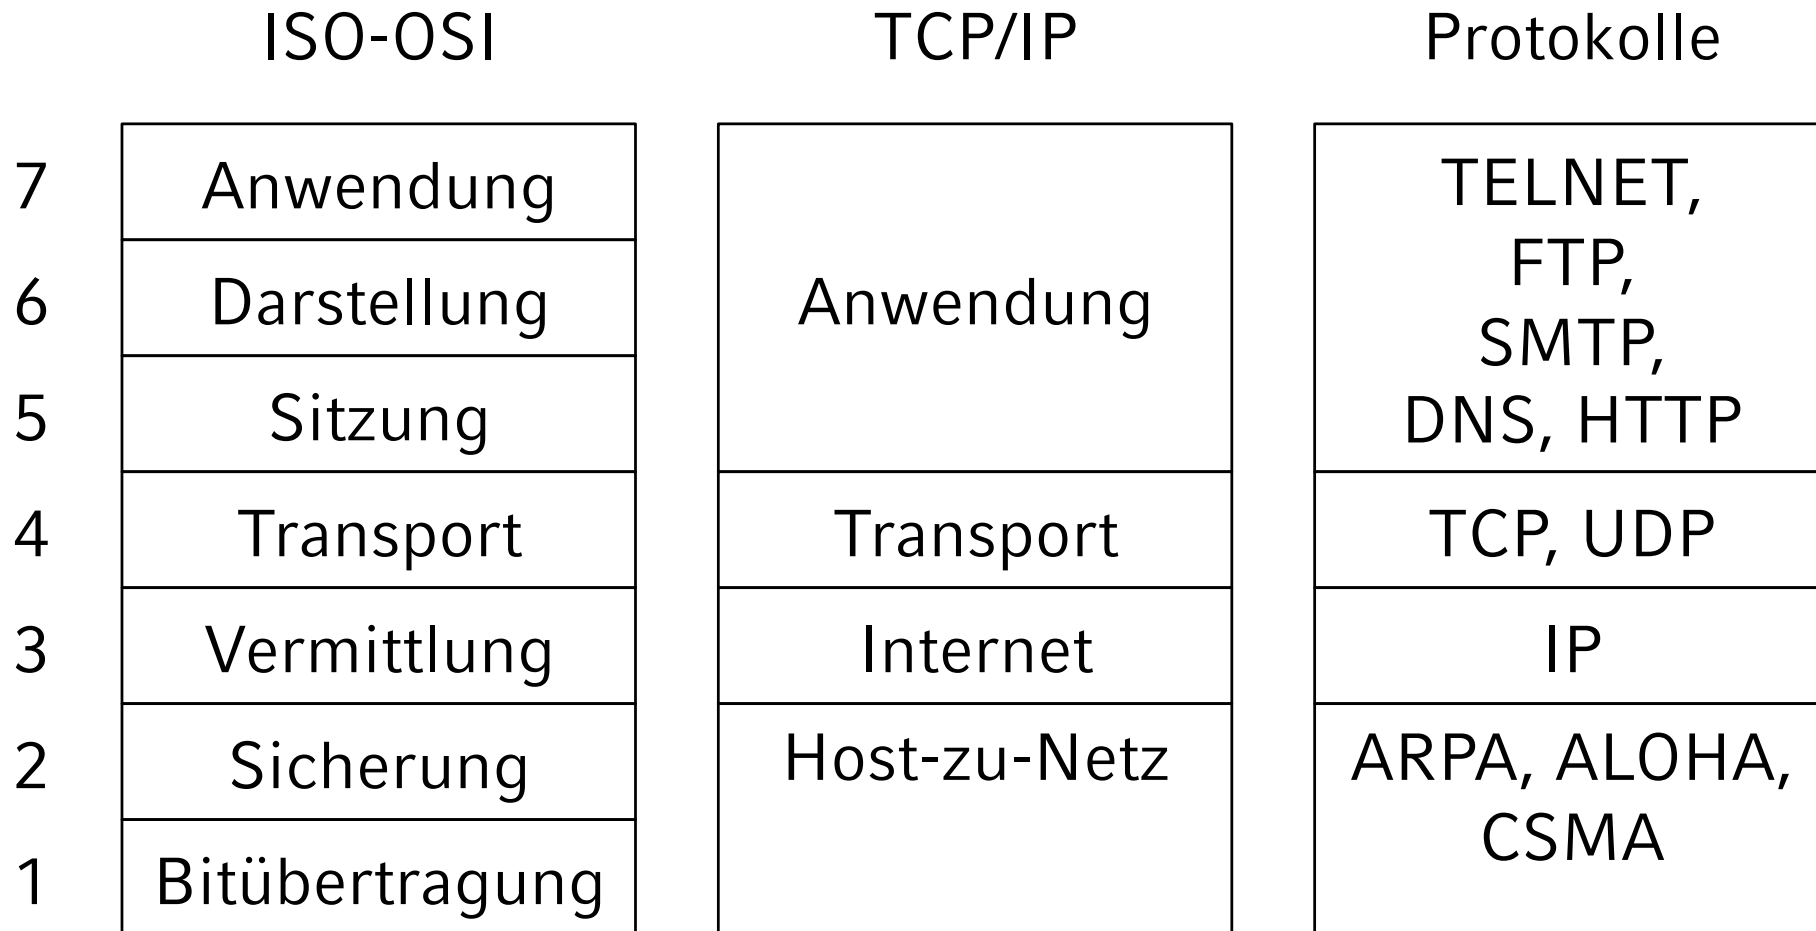 ISO-OSI TCP/IP Protokolle
7 Anwendung TELNET,
FTP,
6 Darstellung Anwendung
SMTP,
5 Sitzung DNS, HTTP
4 Transport Transport TCP, UDP
3 Vermittlung Internet IP
2 Sicherung Host-zu-Netz ARPA, ALOHA,
CSMA
1 Bitübertragung